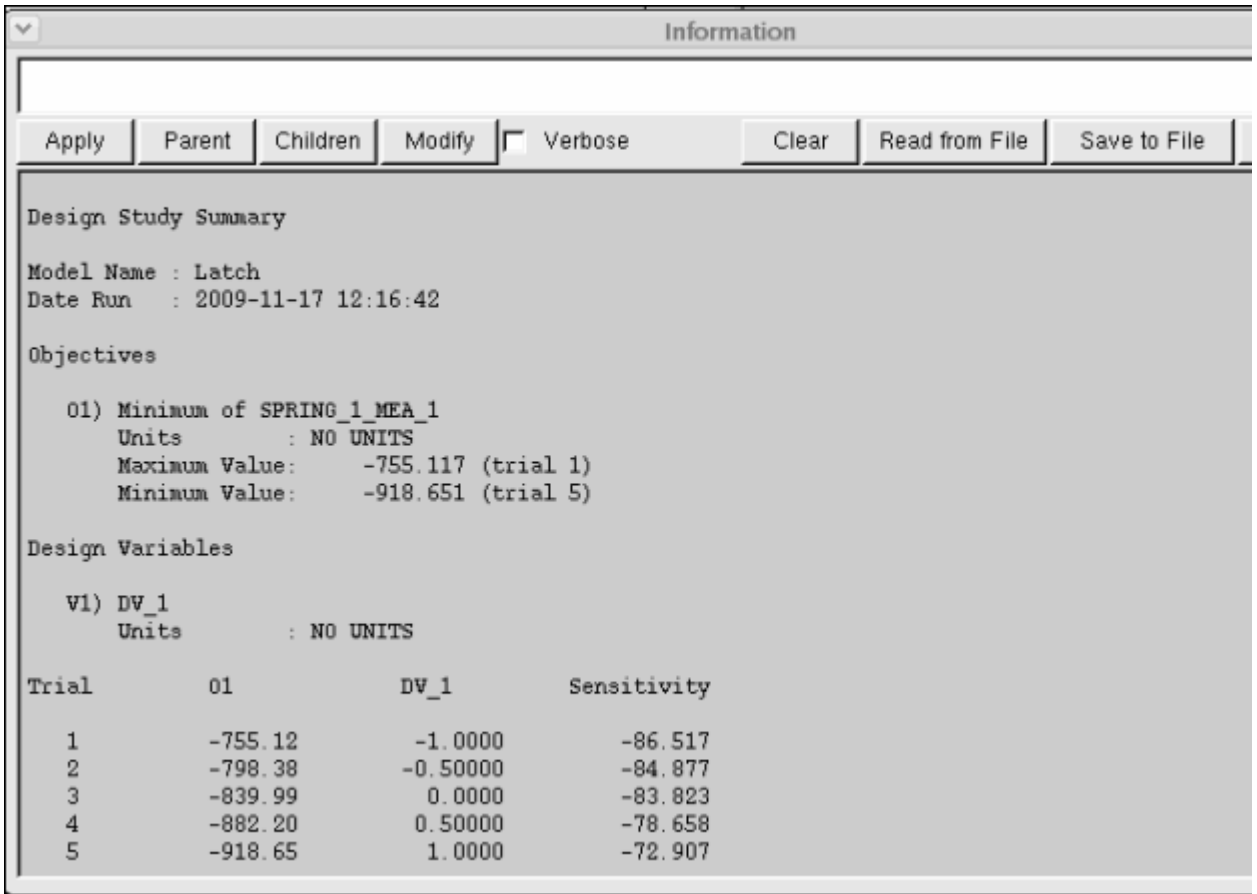 Information
Apply Parent Children Modify Verbose Clear Read from File Save to File
Design Study Summary
Model Name : Latch
Date Run : 2009-11-17 12:16:42
Objectives
O1) Minimum of SPRING_1_MEA_1
Units : NO UNITS
Maximum Value: -755.117 (trial 1)
Minimum Value: -918.651 (trial 5)
Design Variables
V1) DV_1
Units : NO UNITS
Trial O1 DV_1 Sensitivity
1 -755.12 -1.0000 -86.517
2 -798.38 -0.50000 -84.877
3 -839.99 0.0000 -83.823
4 -882.20 0.50000 -78.658
5 -918.65 1.0000 -72.907